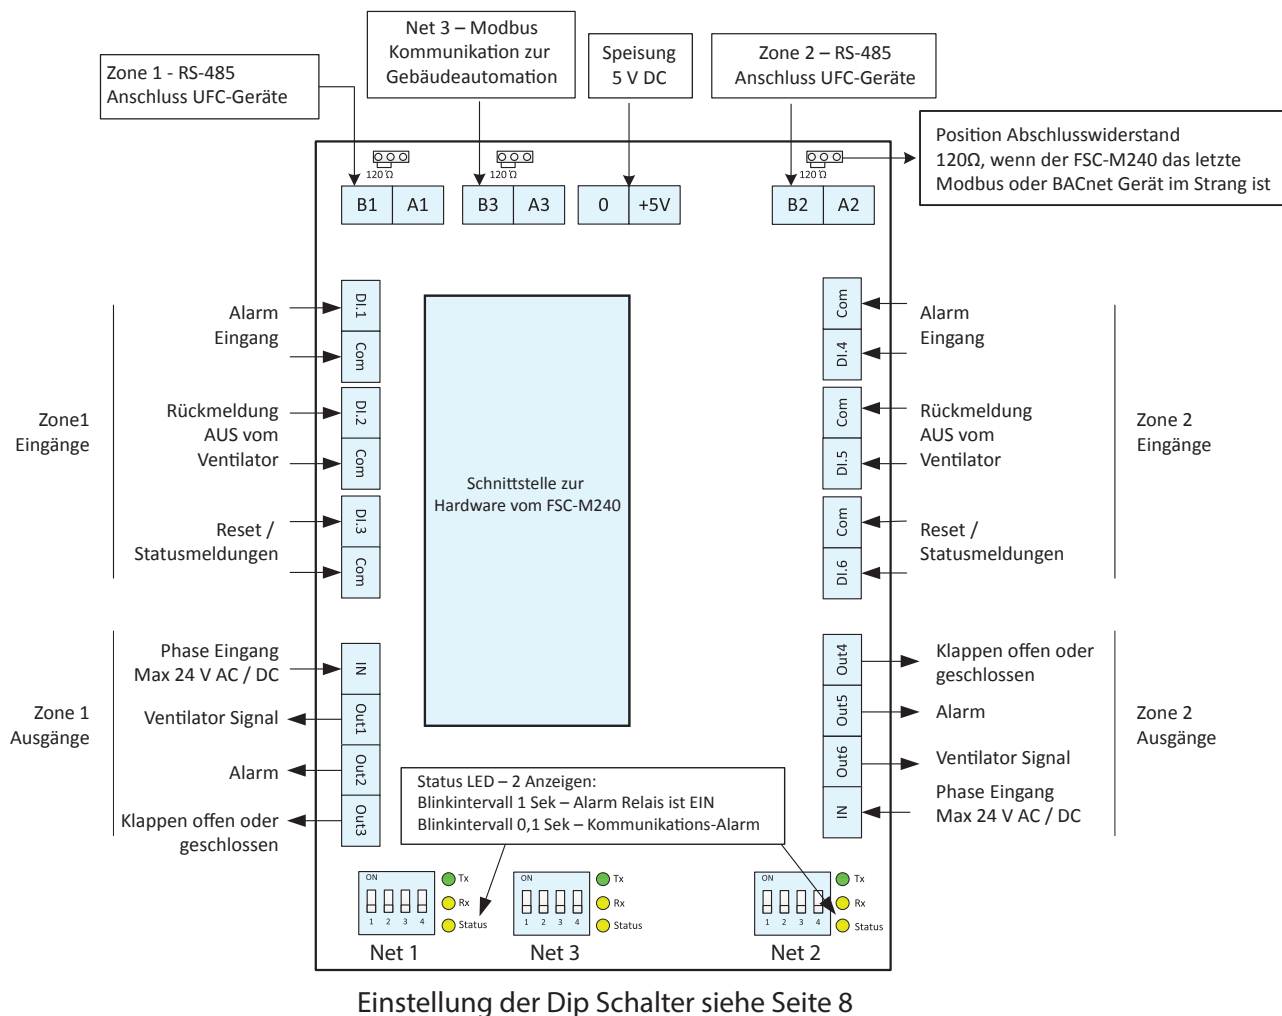 Zone 1 - RS-485
Anschluss UFC-Geräte
Net 3 – Modbus
Kommunikation zur
Gebäudeautomation
Speisung
5 V DC
Zone 2 – RS-485
Anschluss UFC-Geräte
Position Abschlusswiderstand
120Ω, wenn der FSC-M240 das letzte
Modbus oder BACnet Gerät im Strang ist
120 Ω
120 Ω
120 Ω
B1 A1
B3 A3
0 +5V
B2 A2
Zone1
Eingänge
Alarm
Eingang
DI.1
Com
Rückmeldung
AUS vom
Ventilator
DI.2
Com
Reset /
Statusmeldungen
DI.3
Com
Schnittstelle zur
Hardware vom FSC-M240
Com
DI.4
Alarm
Eingang
Com
DI.5
Rückmeldung
AUS vom
Ventilator
Com
DI.6
Reset /
Statusmeldungen
Zone 2
Eingänge
Zone 1
Ausgänge
Phase Eingang
Max 24 V AC / DC
IN
Ventilator Signal
Out1
Alarm
Out2
Klappen offen oder
geschlossen
Out3
Out4
Klappen offen oder
geschlossen
Out5
Alarm
Out6
Ventilator Signal
IN
Phase Eingang
Max 24 V AC / DC
Zone 2
Ausgänge
Status LED – 2 Anzeigen:
Blinkintervall 1 Sek – Alarm Relais ist EIN
Blinkintervall 0,1 Sek – Kommunikations-Alarm
ON
1 2 3 4
Tx
Rx
Status
Net 1
ON
1 2 3 4
Tx
Rx
Status
Net 3
ON
1 2 3 4
Tx
Rx
Status
Net 2
Einstellung der Dip Schalter siehe Seite 8